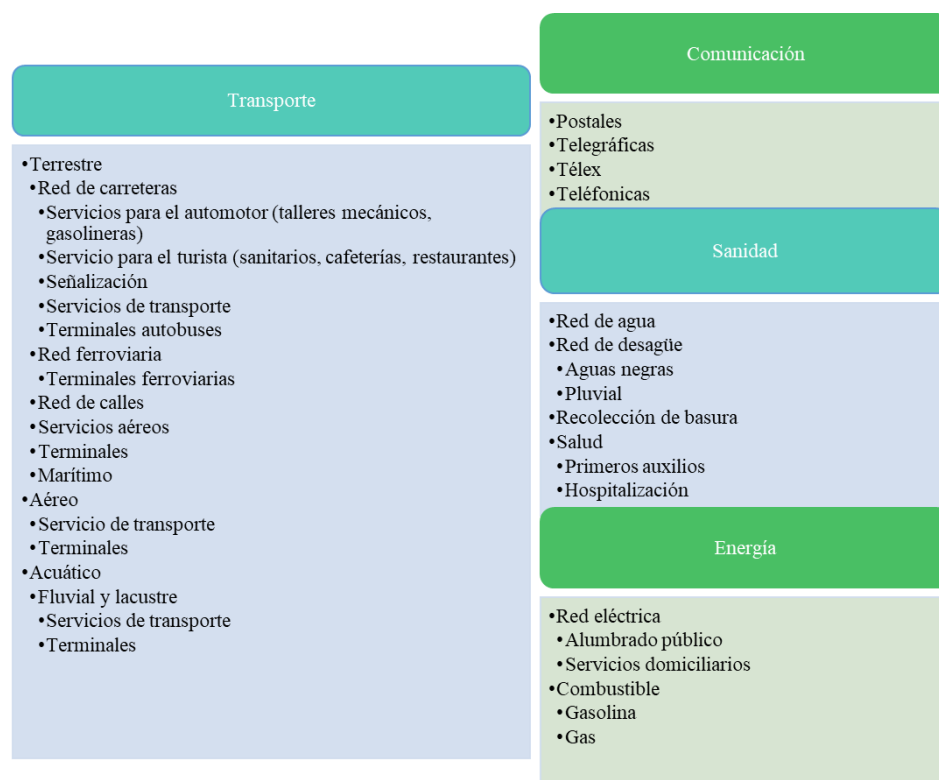 Transporte
•Terrestre
•Red de carreteras
•Servicios para el automotor (talleres mecánicos,
gasolineras)
•Servicio para el turista (sanitarios, cafeterías, restaurantes)
•Señalización
•Servicios de transporte
•Terminales autobuses
•Red ferroviaria
•Terminales ferroviarias
•Red de calles
•Servicios aéreos
•Terminales
•Marítimo
•Aéreo
•Servicio de transporte
•Terminales
•Acuático
•Fluvial y lacustre
•Servicios de transporte
•Terminales
Comunicación
•Postales
•Telegráficas
•Télex
•Teléfonicas
Sanidad
•Red de agua
•Red de desagüe
•Aguas negras
•Pluvial
•Recolección de basura
•Salud
•Primeros auxilios
•Hospitalización
Energía
•Red eléctrica
•Alumbrado público
•Servicios domiciliarios
•Combustible
•Gasolina
•Gas